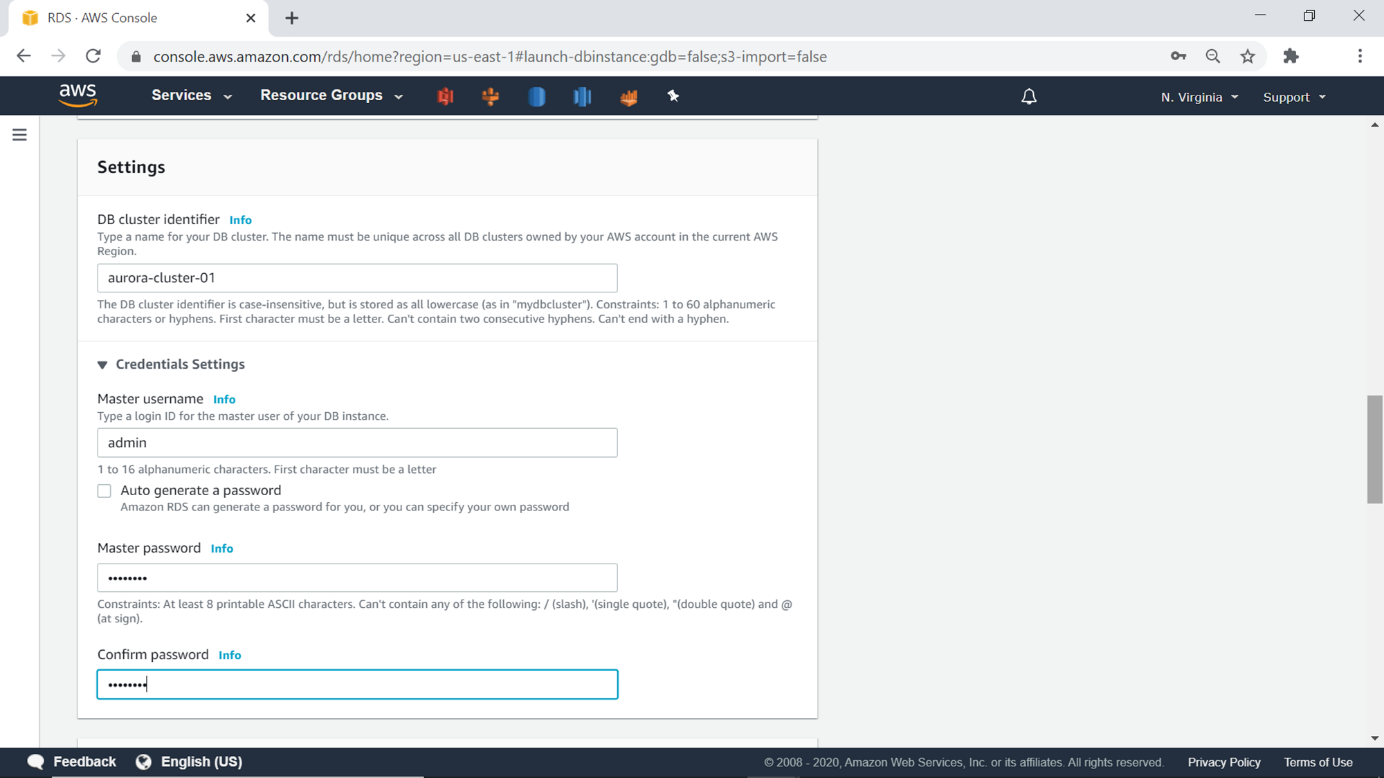 RDS · AWS Console
console.aws.amazon.com/rds/home?region=us-east-1#launch-dbinstance:gdb=false;s3-import=false
aws Services Resource Groups N. Virginia Support
Settings
DB cluster identifier Info
Type a name for your DB cluster. The name must be unique across all DB clusters owned by your AWS account in the current AWS
Region.
aurora-cluster-01
The DB cluster identifier is case-insensitive, but is stored as all lowercase (as in "mydbcluster"). Constraints: 1 to 60 alphanumeric
characters or hyphens. First character must be a letter. Can't contain two consecutive hyphens. Can't end with a hyphen.
Credentials Settings
Master username Info
Type a login ID for the master user of your DB instance.
admin
1 to 16 alphanumeric characters. First character must be a letter
Auto generate a password
Amazon RDS can generate a password for you, or you can specify your own password
Master password Info
••••••••
Constraints: At least 8 printable ASCII characters. Can't contain any of the following: / (slash), '(single quote), "(double quote) and @
(at sign).
Confirm password Info
••••••••
Feedback English (US) © 2008 - 2020, Amazon Web Services, Inc. or its affiliates. All rights reserved. Privacy Policy Terms of Use